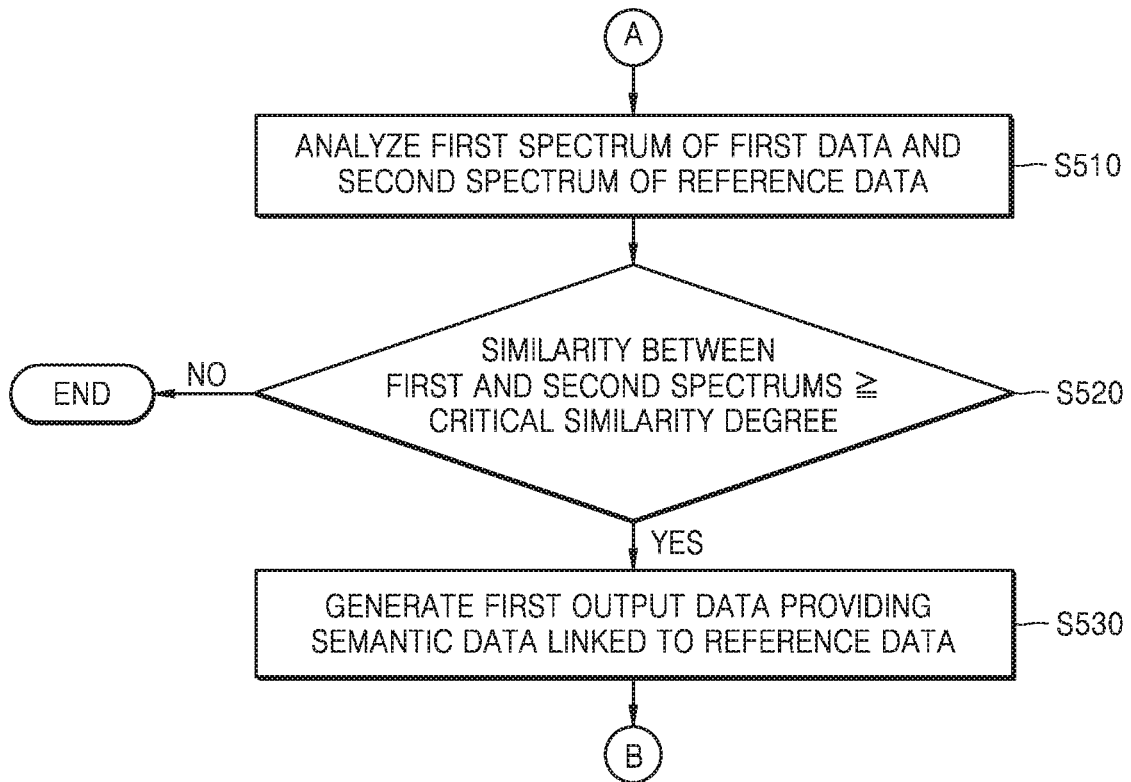 A
ANALYZE FIRST SPECTRUM OF FIRST DATA AND
SECOND SPECTRUM OF REFERENCE DATA
S510
SIMILARITY BETWEEN
FIRST AND SECOND SPECTRUMS ≧
CRITICAL SIMILARITY DEGREE
S520
NO
END
YES
GENERATE FIRST OUTPUT DATA PROVIDING
SEMANTIC DATA LINKED TO REFERENCE DATA
S530
B